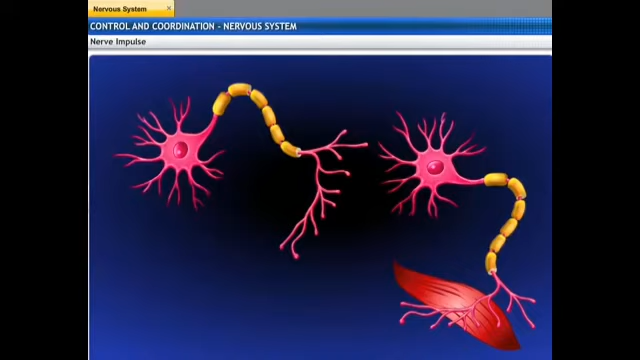 Nervous System
CONTROL AND COORDINATION - NERVOUS SYSTEM
Nerve Impulse